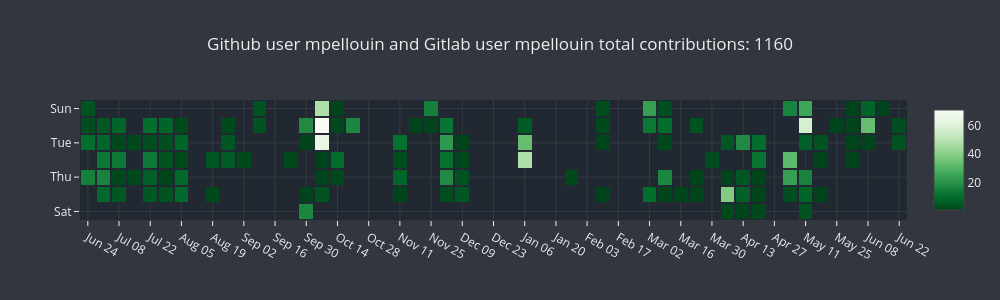 Github user mpellouin and Gitlab user mpellouin total contributions: 1160
Sun
Tue
Thu
Sat
60
40
20
Jun 24
Jul 08
Jul 22
Aug 05
Aug 19
Sep 02
Sep 16
Sep 30
Oct 14
Oct 28
Nov 11
Nov 25
Dec 09
Dec 23
Jan 06
Jan 20
Feb 03
Feb 17
Mar 02
Mar 16
Mar 30
Apr 13
Apr 27
May 11
May 25
Jun 08
Jun 22